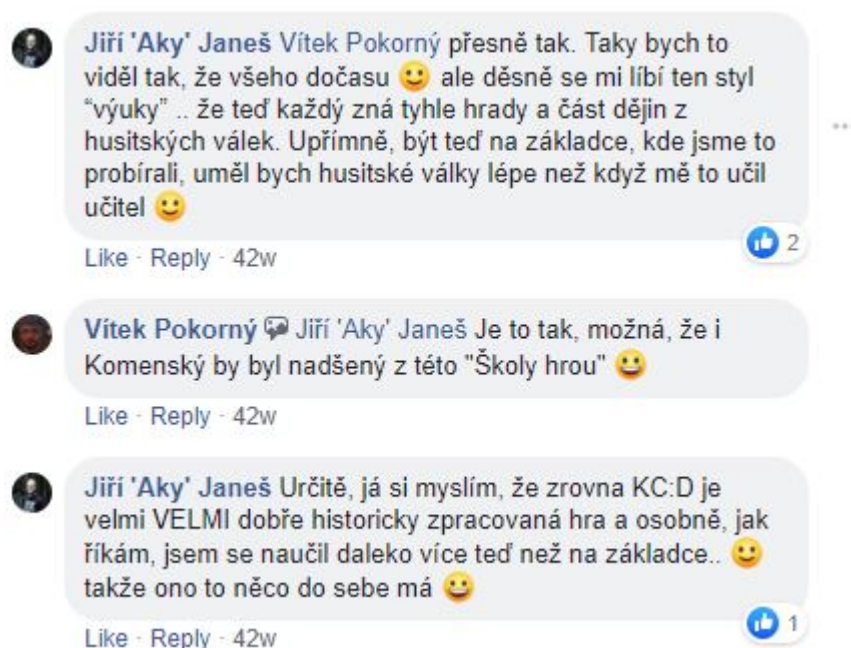 Jiří 'Aky' Janeš Vítek Pokorný přesně tak. Taky bych to
viděl tak, že všeho dočasu 🙂 ale děsně se mi líbí ten styl
“výuky” .. že teď každý zná tyhle hrady a část dějin z
husitských válek. Upřímně, být teď na základce, kde jsme to
probírali, uměl bych husitské války lépe než když mě to učil
učitel 🙂
2
Like · Reply · 42w
Vítek Pokorný Jiří 'Aky' Janeš Je to tak, možná, že i
Komenský by byl nadšený z této "Školy hrou" 😀
Like · Reply · 42w
Jiří 'Aky' Janeš Určitě, já si myslím, že zrovna KC:D je
velmi VELMI dobře historicky zpracovaná hra a osobně, jak
říkám, jsem se naučil daleko více teď než na základce.. 🙂
takže ono to něco do sebe má 😀
1
Like · Reply · 42w